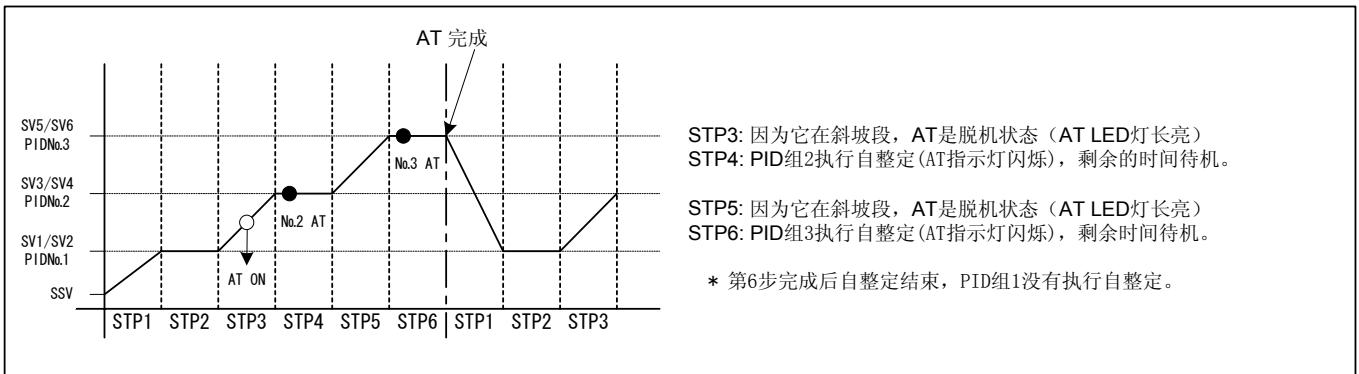 AT 完成
SV5/SV6
PIDNo.3
SV3/SV4
PIDNo.2
SV1/SV2
PIDNo.1
SSV
No.3 AT
No.2 AT
AT ON
STP1 STP2 STP3 STP4 STP5 STP6 STP1 STP2 STP3
STP3: 因为它在斜坡段，AT是脱机状态（AT LED灯长亮）
STP4: PID组2执行自整定(AT指示灯闪烁)，剩余的时间待机。
STP5: 因为它在斜坡段，AT是脱机状态（AT LED灯长亮）
STP6: PID组3执行自整定(AT指示灯闪烁)，剩余时间待机。
* 第6步完成后自整定结束，PID组1没有执行自整定。